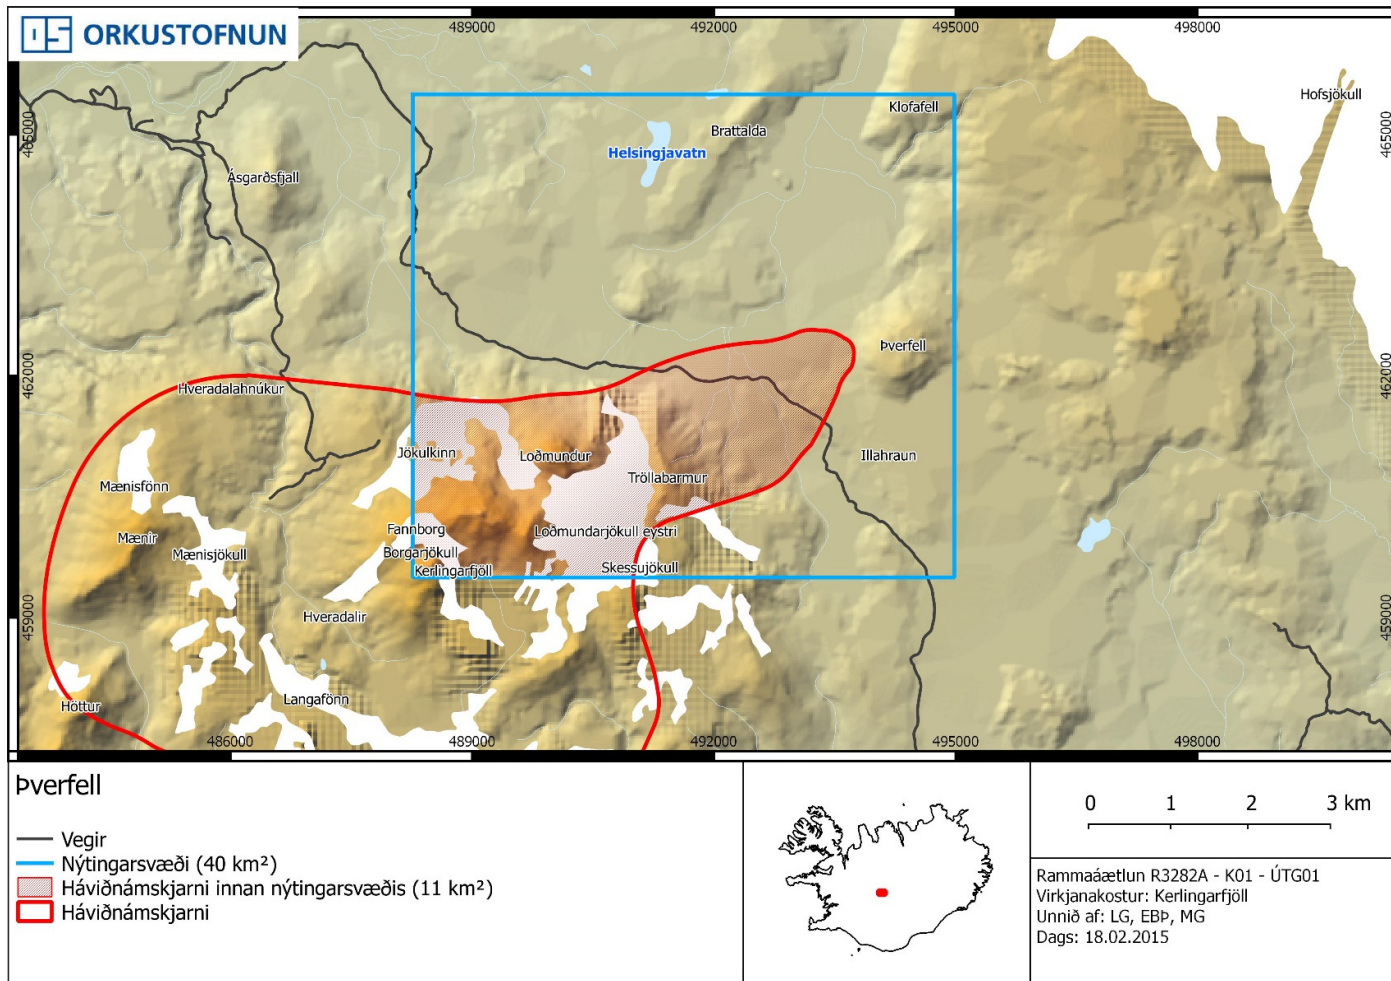 OS ORKUSTOFNUN
489000
492000
495000
498000
465000
465000
Klofafell
Hofsjökull
Brattalda
Helsingjavatn
Ásgarðsfjall
Þverfell
462000
462000
Hveradalahnúkur
Jökulkinn
Loðmundur
Illahraun
Tröllabarmur
Mænisfönn
Fannborg
Loðmundarjökull eystri
Mænir
Mænisjökull
Borgarjökull
Kerlingarfjöll
Skessujökull
Hveradalir
459000
459000
Langafönn
Höttur
486000
489000
492000
495000
498000
Þverfell
Vegir
Nýtingarsvæði (40 km²)
Háviðnámskjarni innan nýtingarsvæðis (11 km²)
Háviðnámskjarni
0 1 2 3 km
Rammaáætlun R3282A - K01 - ÚTG01
Virkjanakostur: Kerlingarfjöll
Unnið af: LG, EBÞ, MG
Dags: 18.02.2015